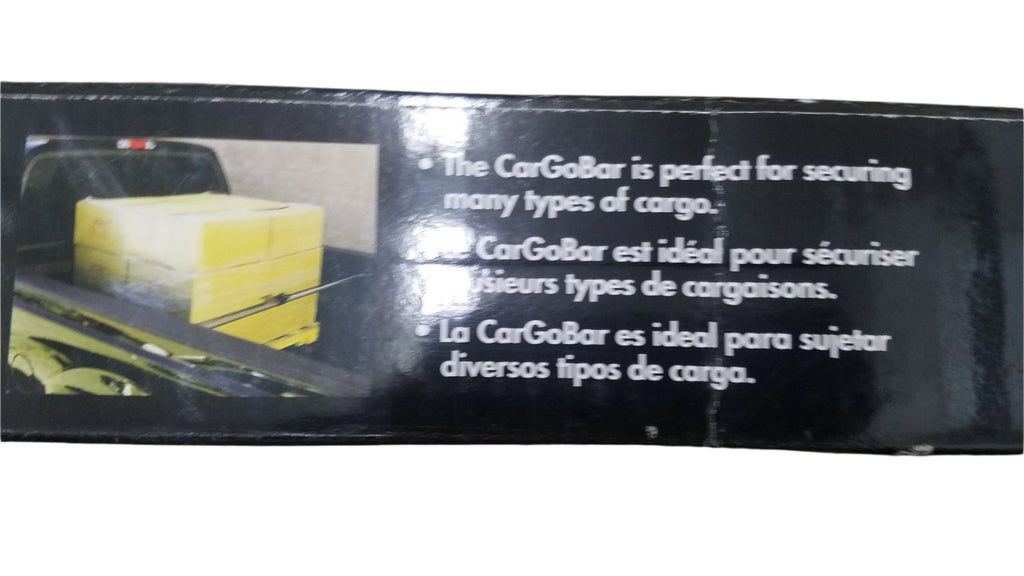 • The CarGoBar is perfect for securing
many types of cargo.
CarGoBar est idéal pour sécuriser
types de cargaisons.
• La CarGoBar es ideal para sujetar
diversos tipos de carga.